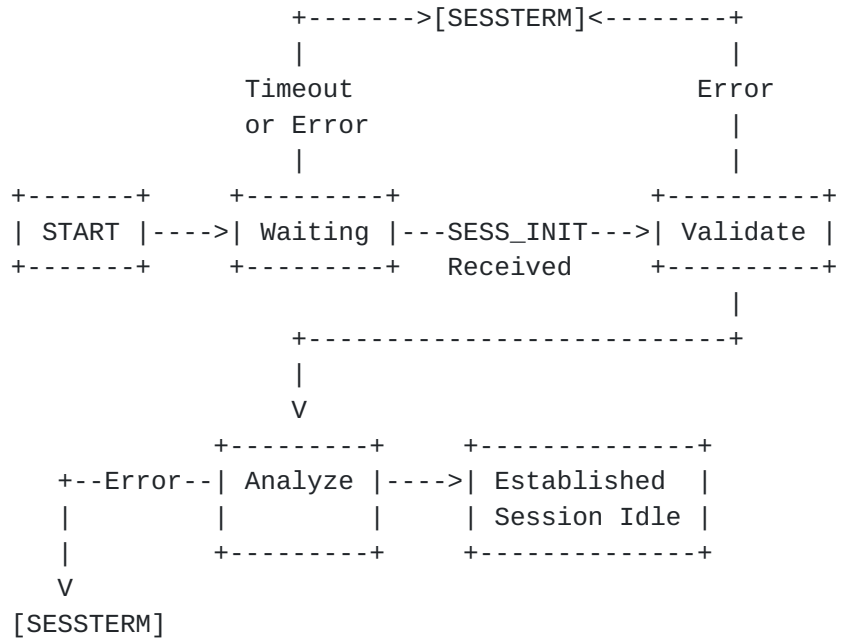 +------->[SESSTERM]<--------+
| |
Timeout Error
or Error |
| |
+-------+ +---------+ +----------+
| START |---->| Waiting |---SESS_INIT--->| Validate |
+-------+ +---------+ Received +----------+
|
+---------------------------+
|
V
+---------+ +--------------+
+--Error--| Analyze |---->| Established |
| | | | Session Idle |
| +---------+ +--------------+
V
[SESSTERM]